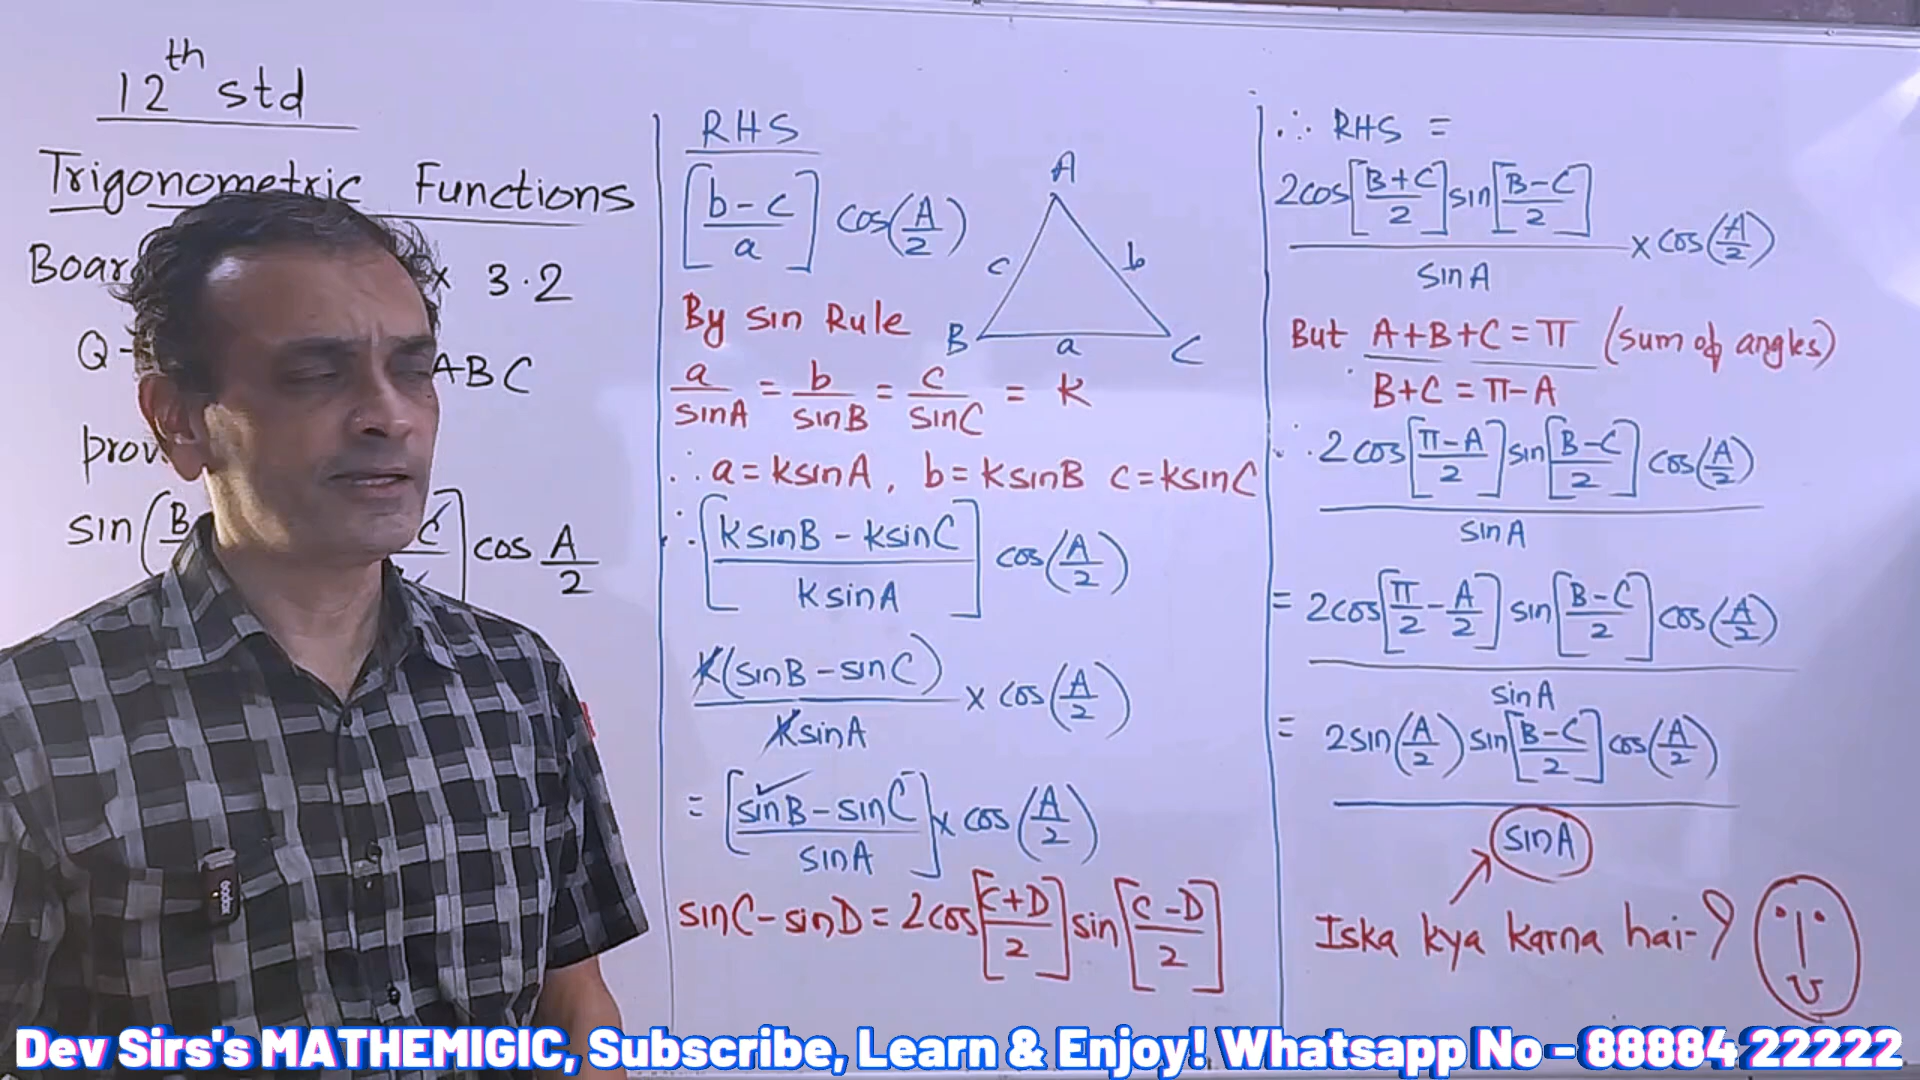 12th std
Trigonometric Functions
Boar x 3.2
Q- ABC
prov
sin(B C] cos A/2
RHS
[b-c/a] cos(A/2)
A
c b
B a C
By sin Rule
a/sinA = b/sinB = c/sinC = k
∴ a = ksinA, b = ksinB c = ksinC
∴ [ksinB - ksinC/ksinA] cos(A/2)
k(sinB - sinC)/ksinA x cos(A/2)
= [sinB - sinC/sinA] x cos(A/2)
sinC - sinD = 2cos[C+D/2] sin[C-D/2]
∴ RHS =
2cos[B+C/2] sin[B-C/2]/sinA x cos(A/2)
But A+B+C = π (sum of angles)
B+C = π-A
∴ 2cos[π-A/2] sin[B-C/2] cos(A/2)/sinA
= 2cos[π/2 - A/2] sin[B-C/2] cos(A/2)/sinA
= 2sin(A/2) sin[B-C/2] cos(A/2)/sinA
Iska kya karna hai-?
Dev Sirs's MATHEMIGIC, Subscribe, Learn & Enjoy! Whatsapp No - 88884 22222